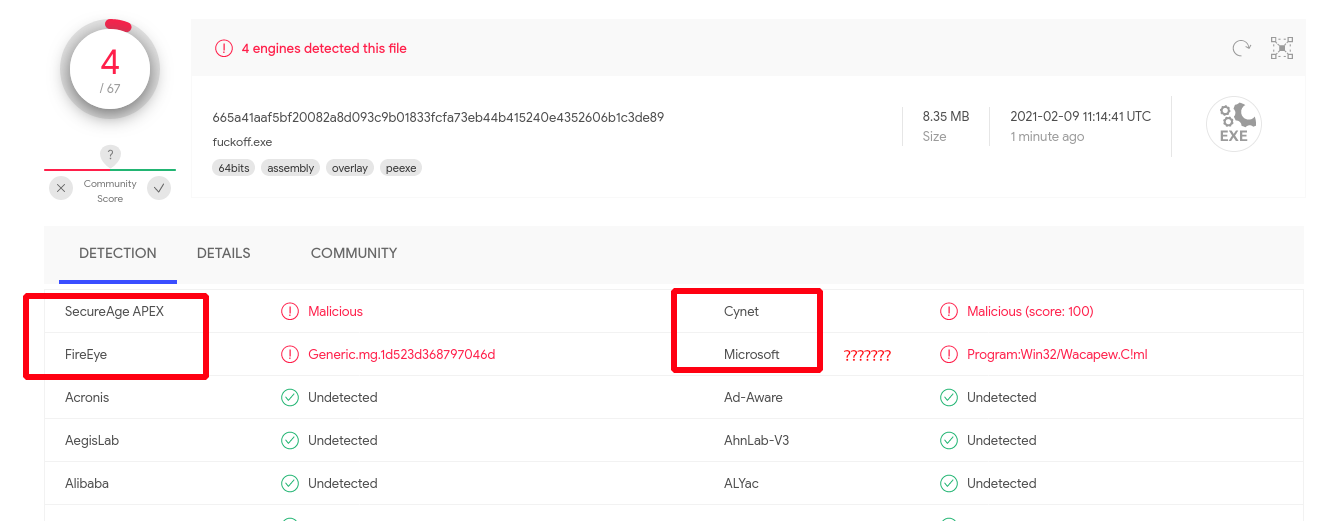 4
/ 67
4 engines detected this file
665a41aaf5bf20082a8d093c9b01833fcfa73eb44b415240e4352606b1c3de89
fuckoff.exe
64bits assembly overlay peexe
8.35 MB
Size
2021-02-09 11:14:41 UTC
1 minute ago
EXE
?
Community
Score
DETECTION DETAILS COMMUNITY
SecureAge APEX Malicious Cynet Malicious (score: 100)
FireEye Generic.mg.1d523d368797046d Microsoft ??????? Program:Win32/Wacapew.C!ml
Acronis Undetected Ad-Aware Undetected
AegisLab Undetected AhnLab-V3 Undetected
Alibaba Undetected ALYac Undetected